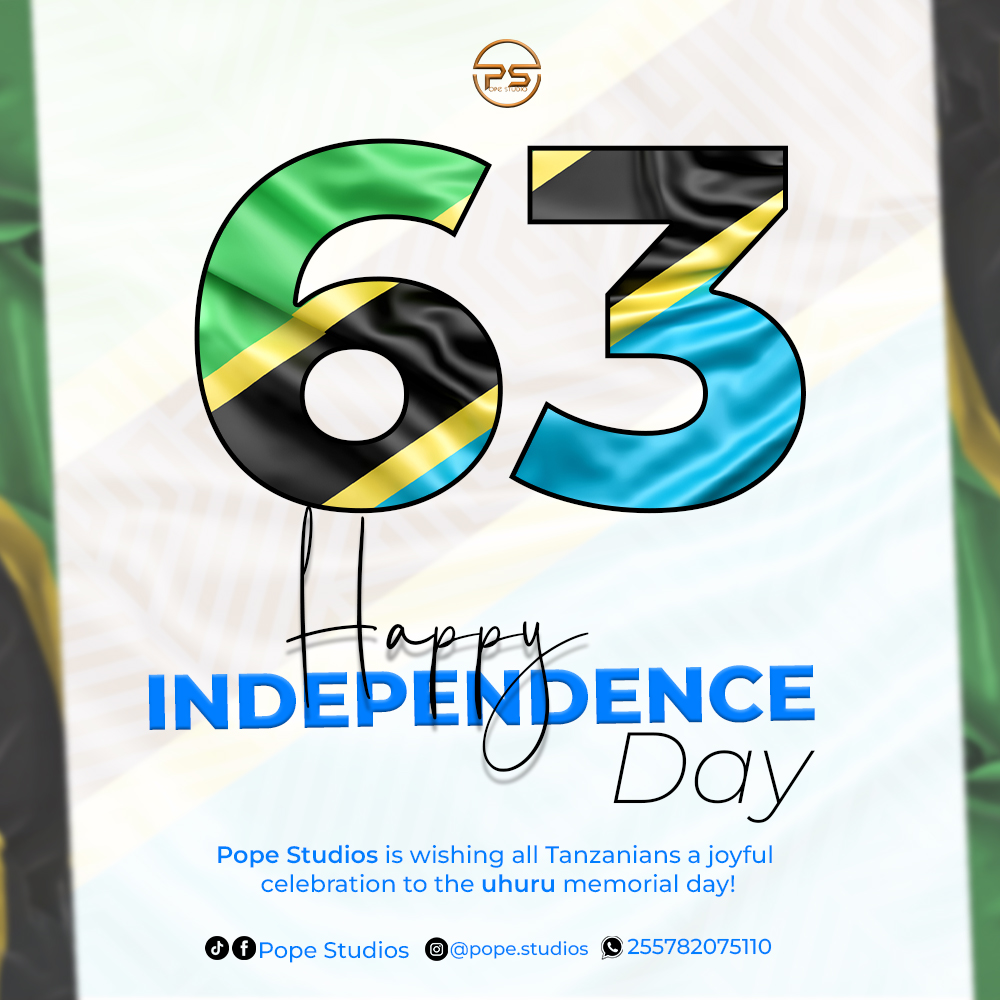 PS
POPE STUDIO
63
Happy
INDEPENDENCE
Day
Pope Studios is wishing all Tanzanians a joyful
celebration to the uhuru memorial day!
Pope Studios @pope.studios 255782075110